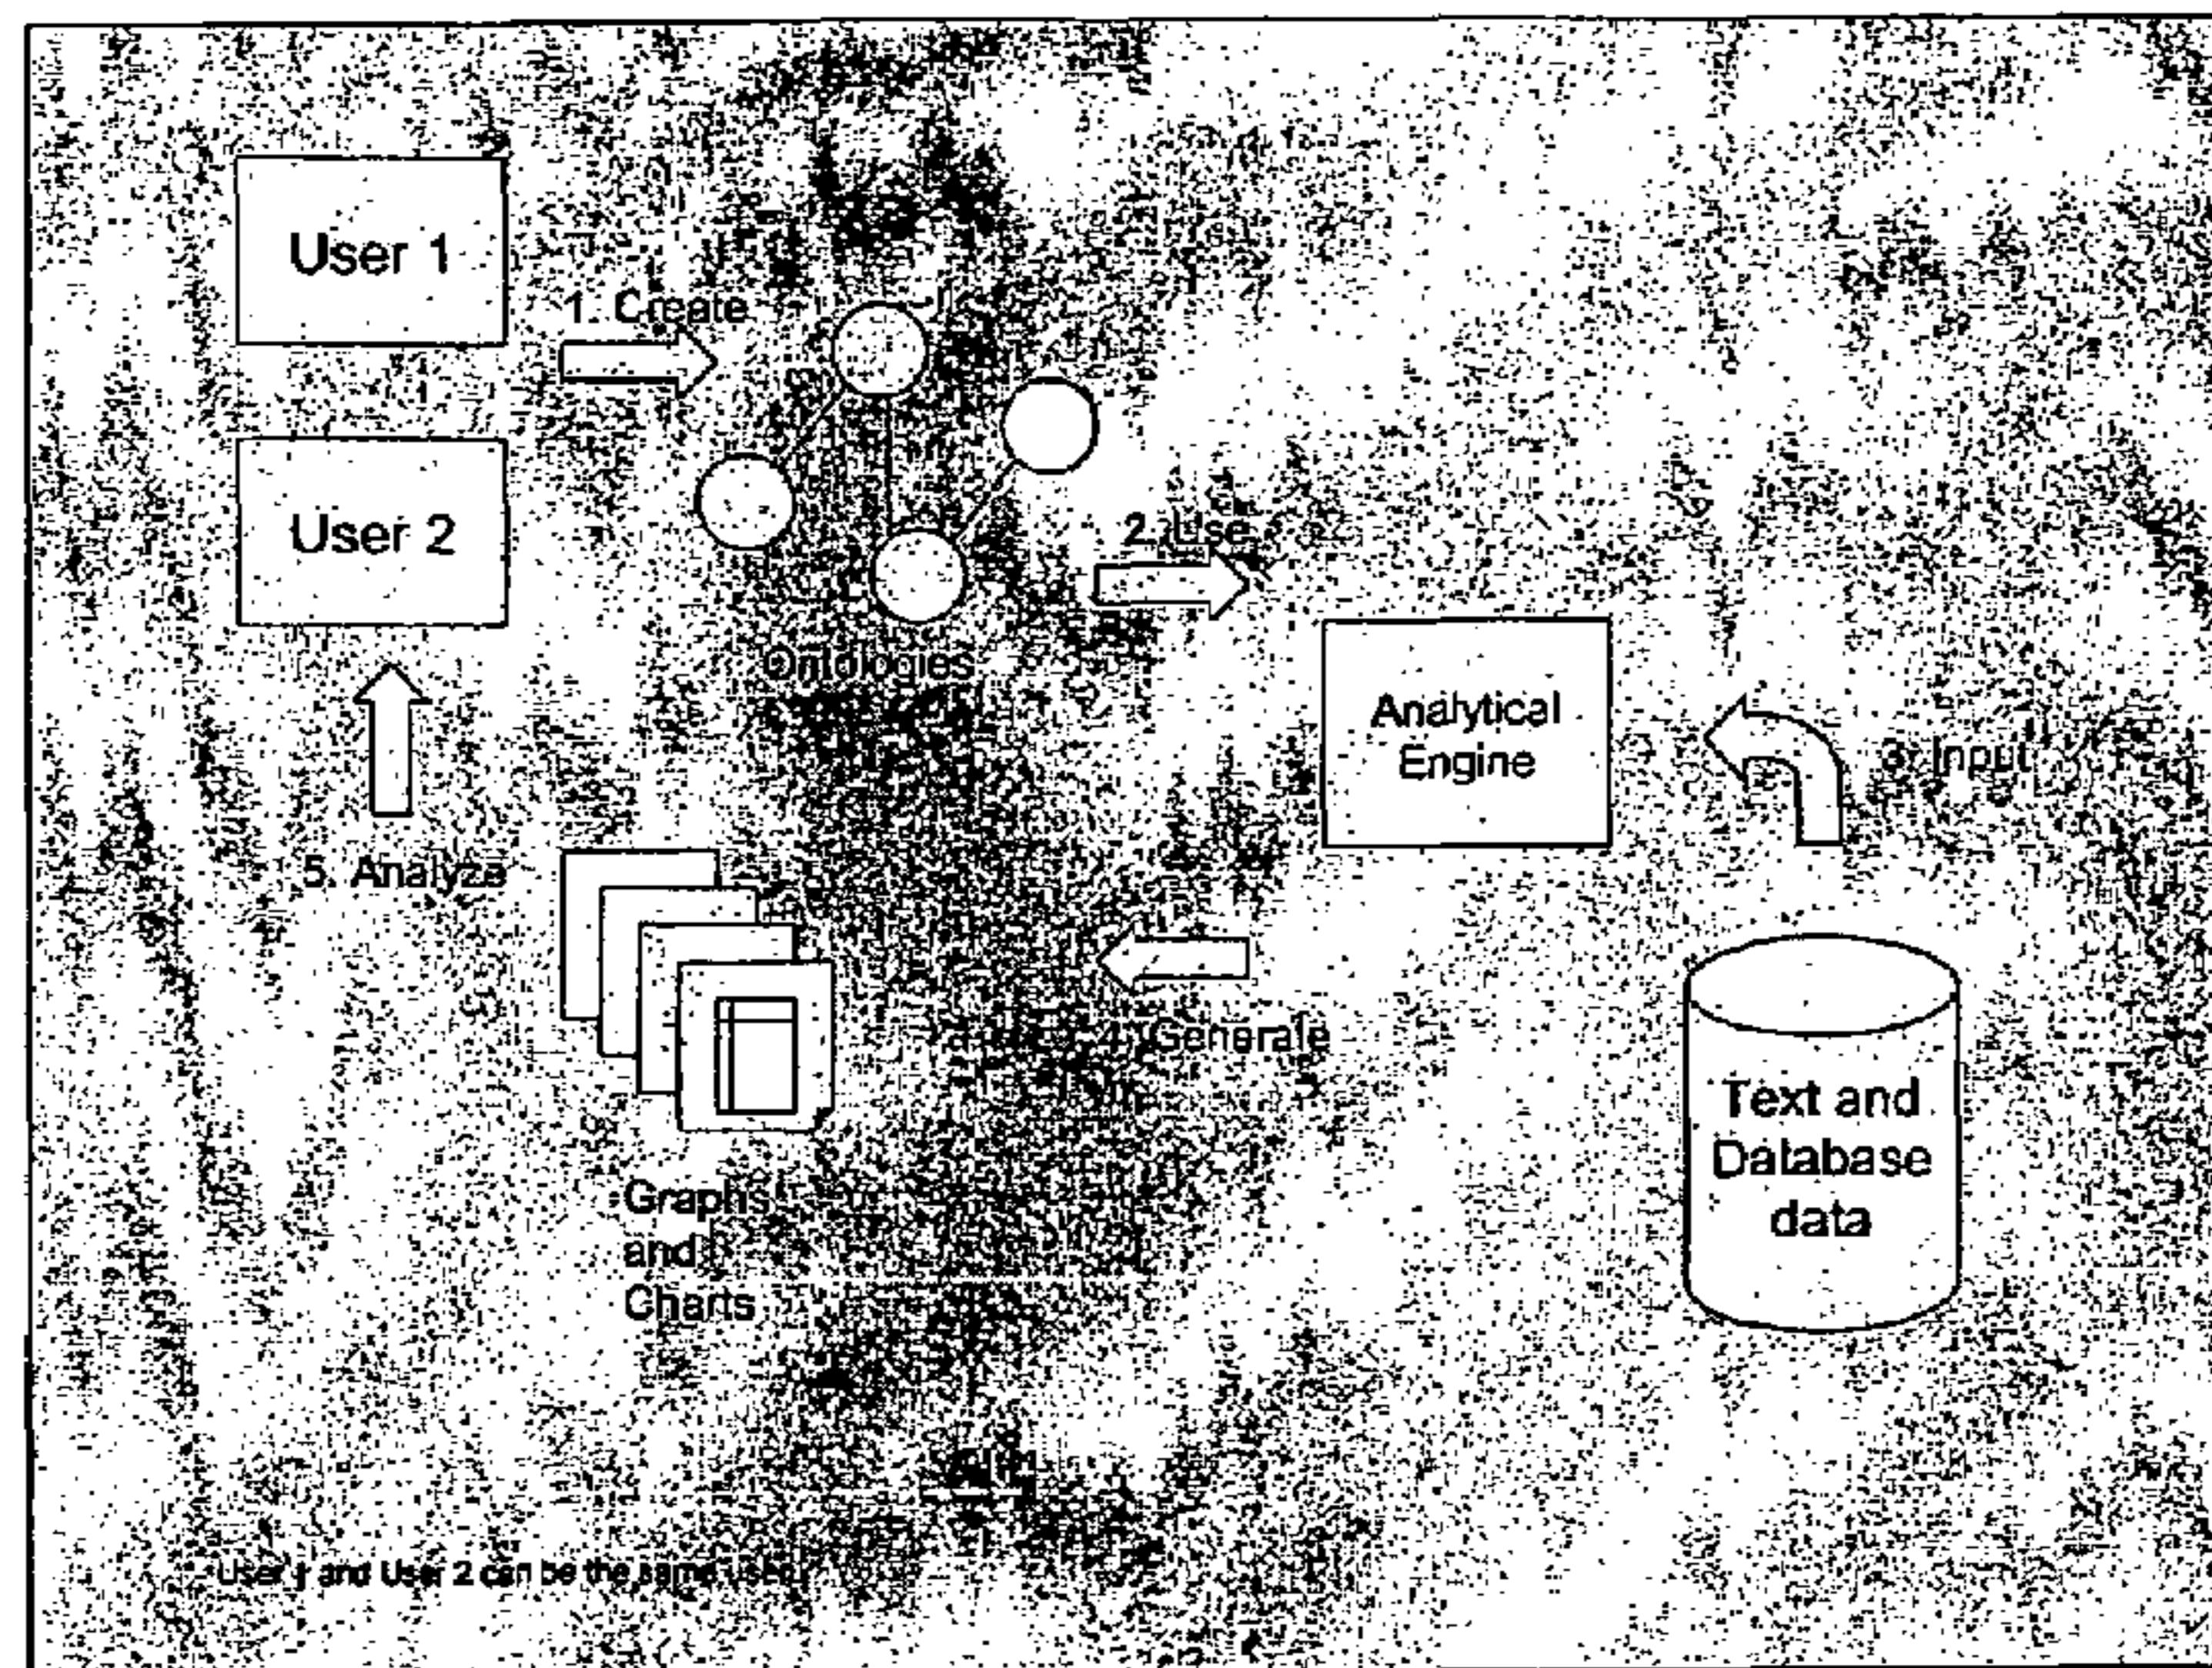 User 1
1. Create
User 2
2. Use
Ontologies
Analytical
Engine
3. Input
5. Analyze
4. Generate
Text and
Database
data
Graphs
and
Charts
User 1 and User 2 can be the same user